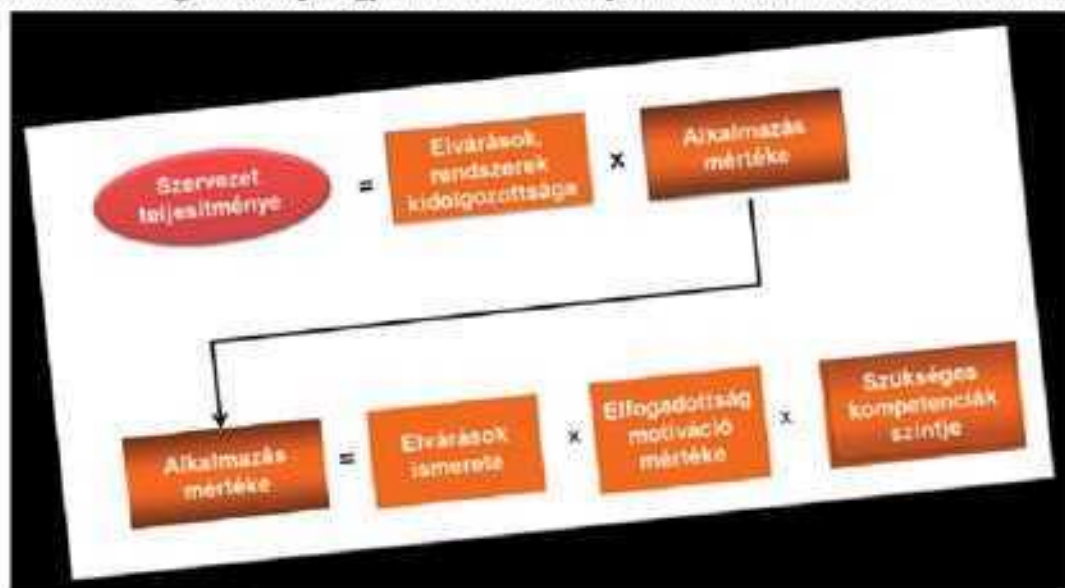 Szervezet
teljesítménye
=
Elvárások,
rendszerek
kidolgozottsága
x
Alkalmazás
mértéke
Alkalmazás
mértéke
=
Elvárások
ismerete
x
Elfogadottság
motiváció
mértéke
x
Szükséges
kompetenciák
szintje